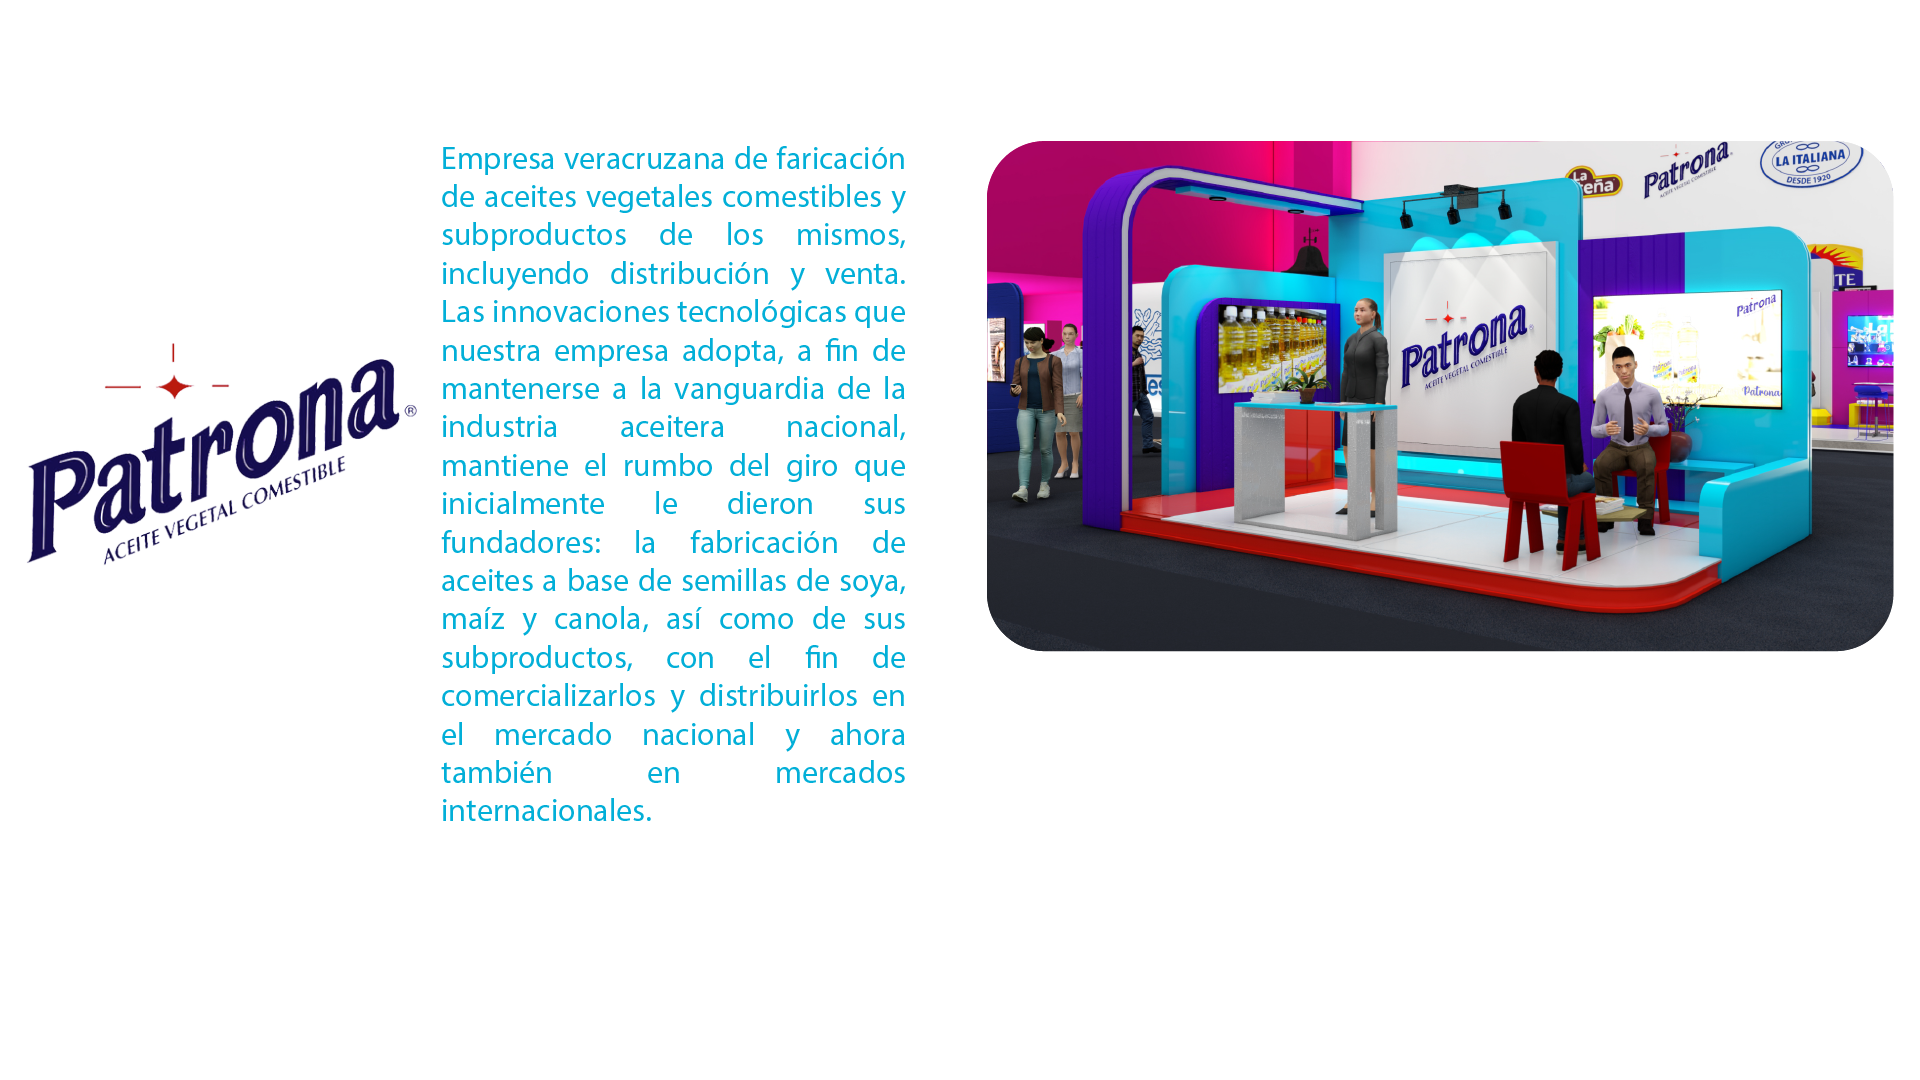 Patrona®
ACEITE VEGETAL COMESTIBLE
Empresa veracruzana de faricación
de aceites vegetales comestibles y
subproductos de los mismos,
incluyendo distribución y venta.
Las innovaciones tecnológicas que
nuestra empresa adopta, a fin de
mantenerse a la vanguardia de la
industria aceitera nacional,
mantiene el rumbo del giro que
inicialmente le dieron sus
fundadores: la fabricación de
aceites a base de semillas de soya,
maíz y canola, así como de sus
subproductos, con el fin de
comercializarlos y distribuirlos en
el mercado nacional y ahora
también en mercados
internacionales.
La
Patrona
ACEITE VEGETAL COMESTIBLE
LA ITALIANA
DESDE 1920
Patrona
ACEITE VEGETAL COMESTIBLE
Patrona
Patrona